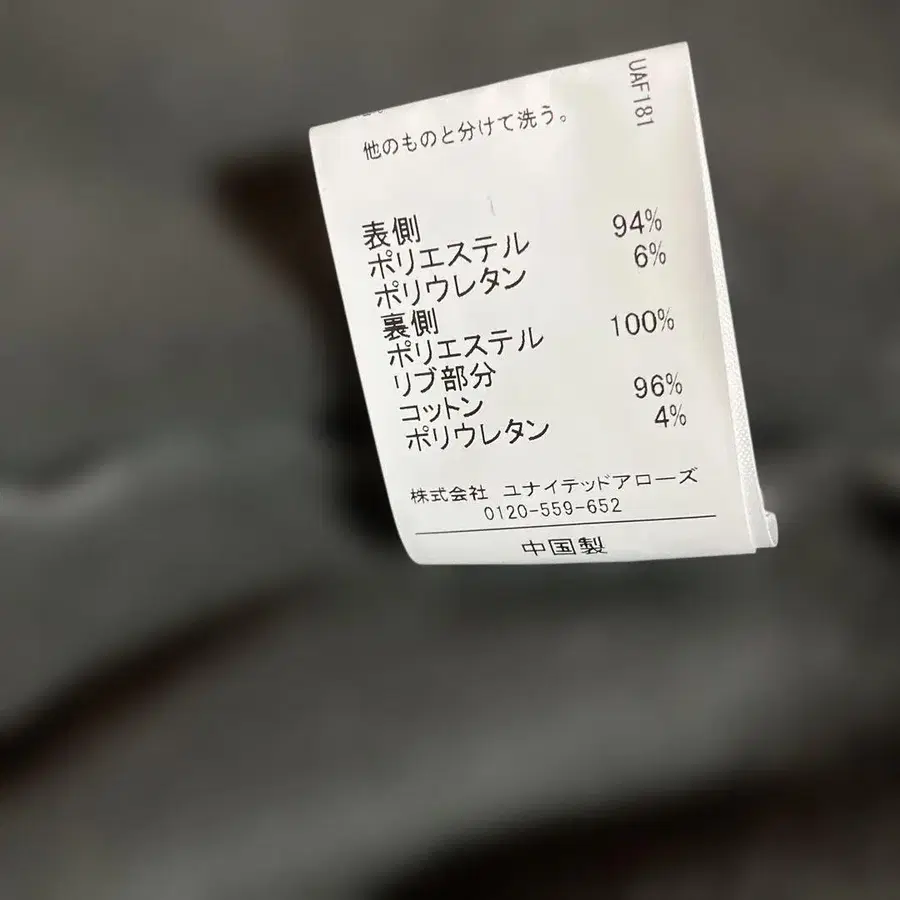 UAF181
他のものと分けて洗う。
表側
ポリエステル 94%
ポリウレタン 6%
裏側
ポリエステル 100%
リブ部分
コットン 96%
ポリウレタン 4%
株式会社 ユナイテッドアローズ
0120-559-652
中国製